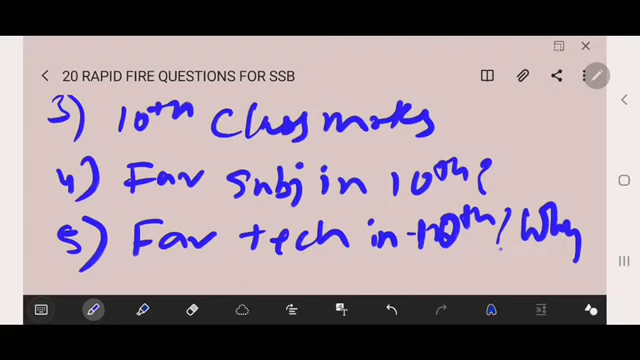 20 RAPID FIRE QUESTIONS FOR SSB
3) 10th Class marks
4) Fav Subj in 10th?
5) Fav tech in 10th? Why